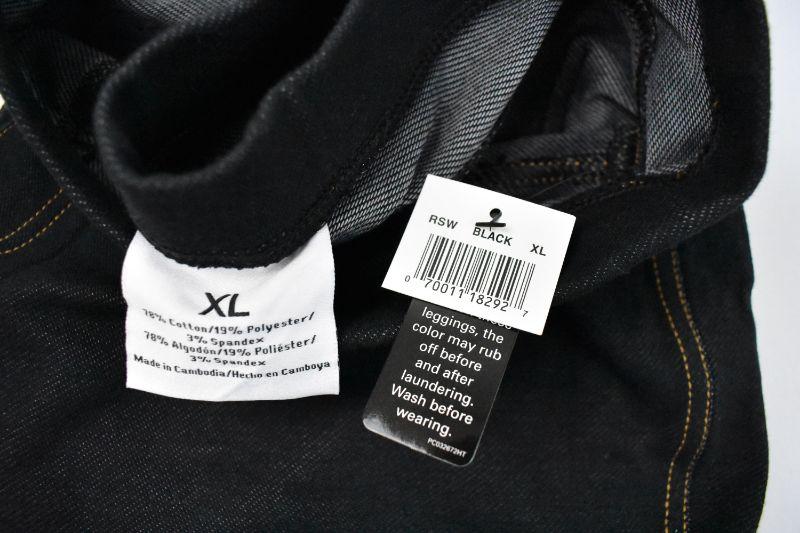 XL
78% Cotton/19% Polyester/
3% Spandex
78% Algodón/19% Poliéster/
3% Spandex
Made in Cambodia/Hecho en Camboya
RSW BLACK XL
0 70011 18292 7
leggings, the
color may rub
off before
and after
laundering.
Wash before
wearing.
PC032672HT